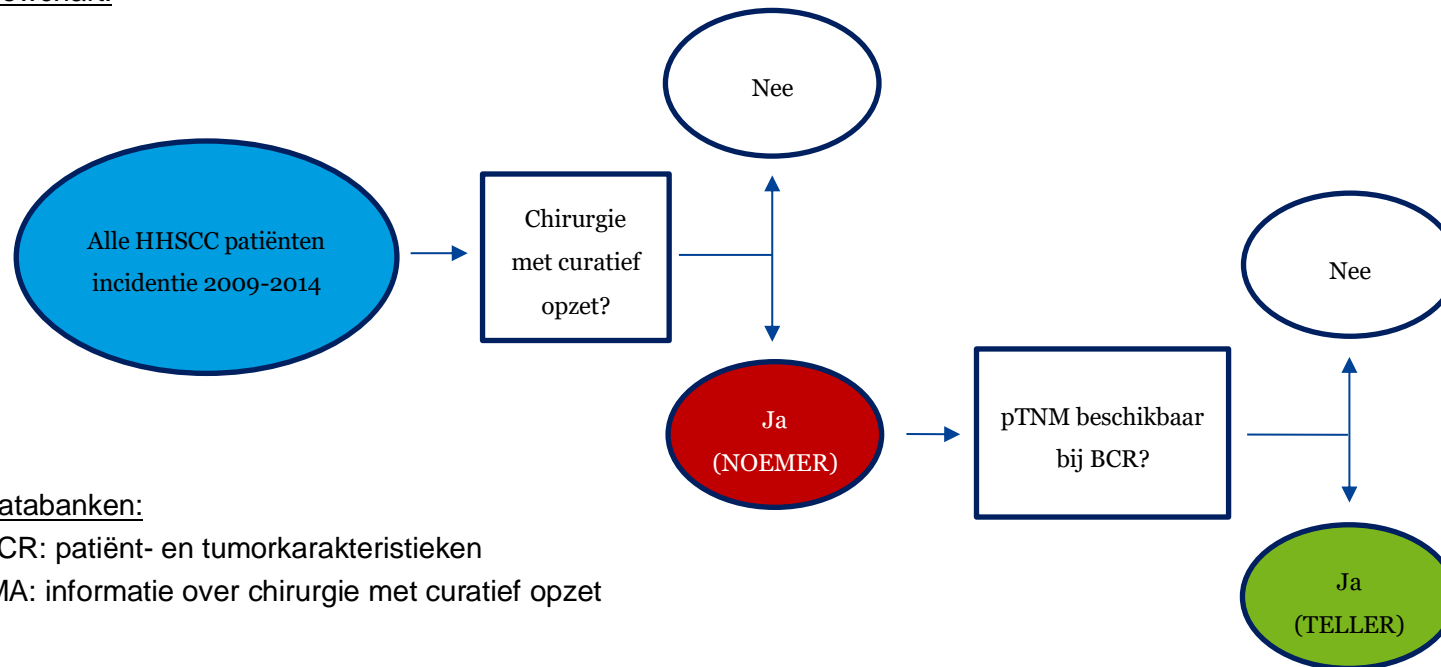 Nee
Alle HHSCC patiënten
incidentie 2009-2014
Chirurgie
met curatief
opzet?
Nee
Ja
(NOEMER)
pTNM beschikbaar
bij BCR?
Ja
(TELLER)
atabanken:
CR: patiënt- en tumorkarakteristieken
MA: informatie over chirurgie met curatief opzet